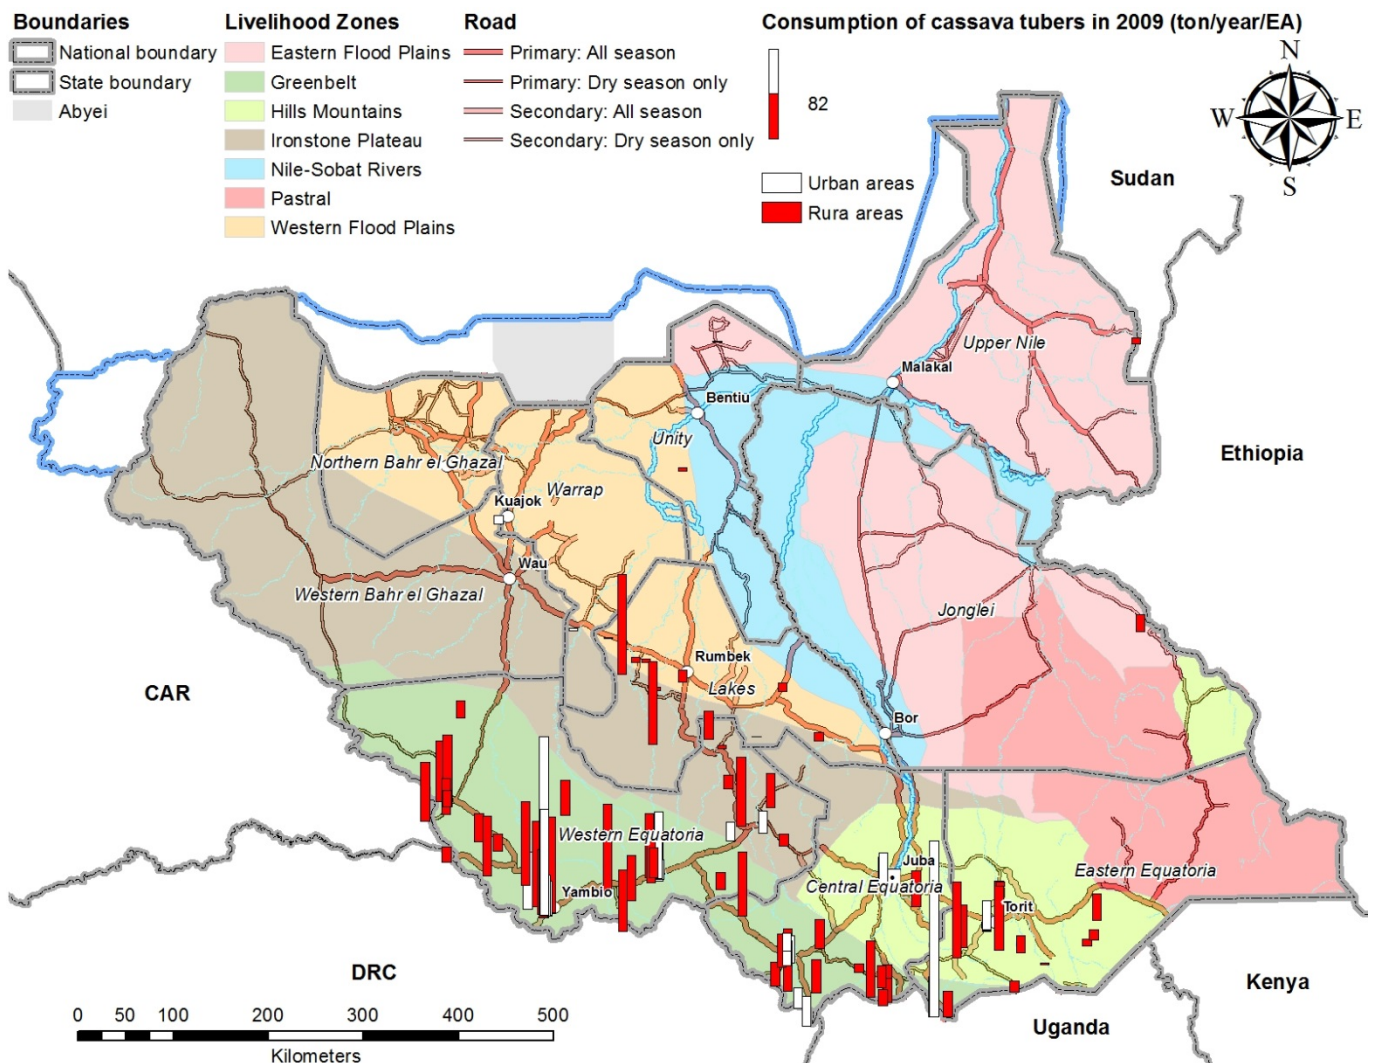 Boundaries
National boundary
State boundary
Abyei
Livelihood Zones
Eastern Flood Plains
Greenbelt
Hills Mountains
Ironstone Plateau
Nile-Sobat Rivers
Pastral
Western Flood Plains
Road
Primary: All season
Primary: Dry season only
Secondary: All season
Secondary: Dry season only
Consumption of cassava tubers in 2009 (ton/year/EA)
82
Urban areas
Rura areas
N
W E
S
Sudan
Upper Nile
Malakal
Bentiu
Unity
Ethiopia
Northern Bahr el Ghazal
Warrap
Kuajok
Wau
Western Bahr el Ghazal
Jonglei
Rumbek
Lakes
CAR
Bor
Western Equatoria
Juba
Central Equatoria
Eastern Equatoria
Yambio
Torit
DRC
Kenya
Uganda
0 100 200 300 400 500
Kilometers